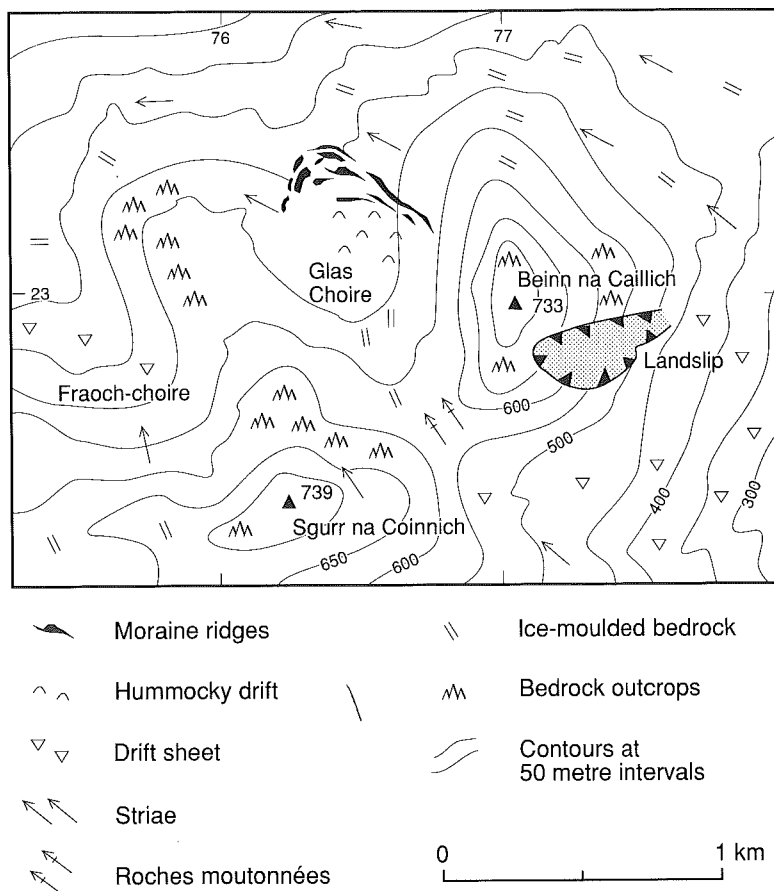 76
77
Glas
Choire
Beinn na Caillich
733
23
Landslip
Fraoch-choire
600
500
400
300
739
Sgurr na Coinnich
650
600
Moraine ridges
Ice-moulded bedrock
Hummocky drift
Bedrock outcrops
Drift sheet
Contours at
50 metre intervals
Striae
Roches moutonnées
0
1 km